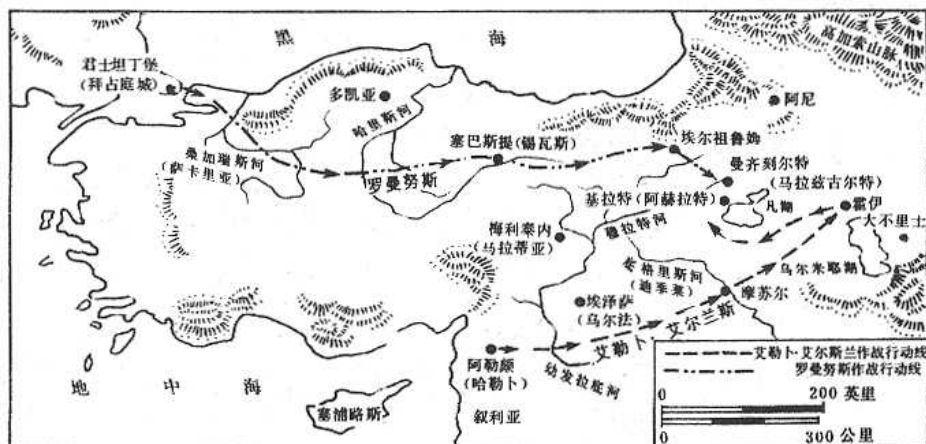 黑 海
高加索山脉
君士坦丁堡
(拜占庭城)
多凯亚
哈里斯河
阿尼
塞巴斯提(锡瓦斯)
埃尔祖鲁姆
桑加瑞斯河
(萨卡里亚)
罗曼努斯
曼齐刻尔特
(马拉兹古尔特)
基拉特(阿赫拉特)
凡湖
霍伊
大不里士
穆拉特河
梅利泰内
(马拉蒂亚)
格里斯河
乌尔米耶湖
埃泽萨
(乌尔法)
摩苏尔
艾勒卜·艾尔兰斯
阿勒颇
(哈勒卜)
幼发拉底河
地 中 海
塞浦路斯
叙利亚
艾勒卜·艾尔斯兰作战行动线
罗曼努斯作战行动线
0 200 英里
0 300 公里